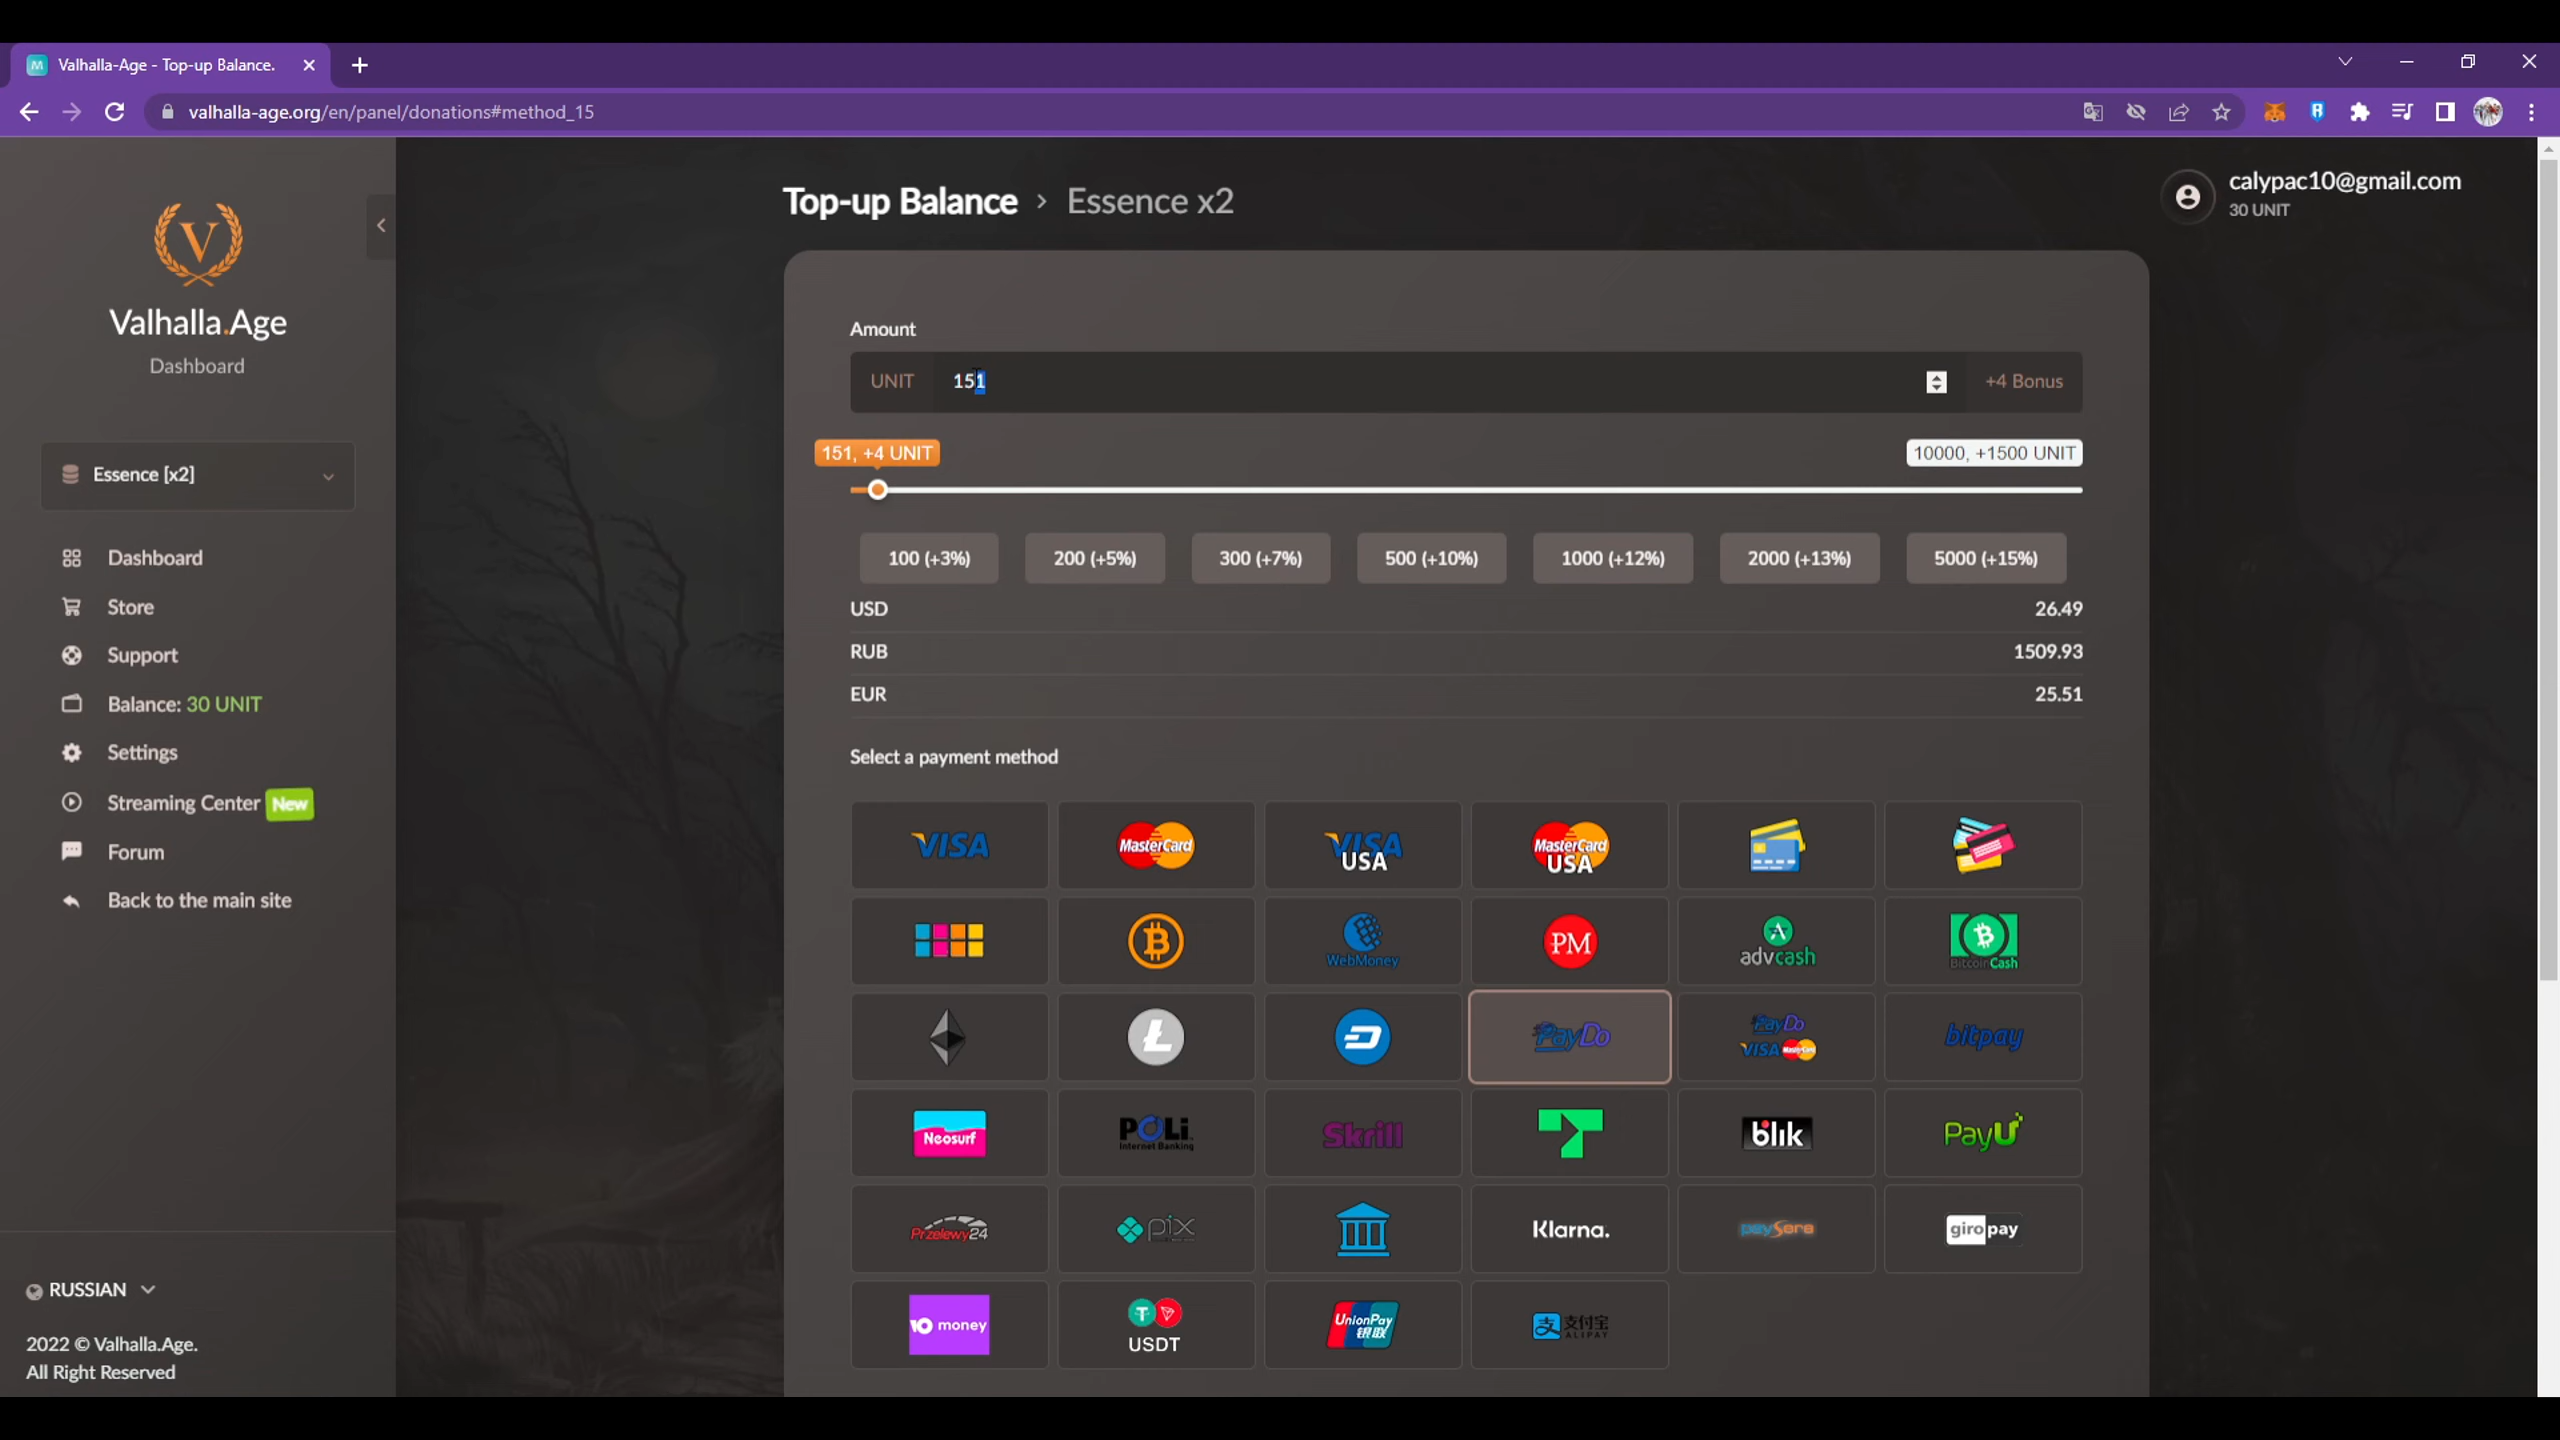 Valhalla-Age - Top-up Balance.
valhalla-age.org/en/panel/donations#method_15
V
Valhalla.Age
Dashboard
Essence [x2]
Dashboard
Store
Support
Balance: 30 UNIT
Settings
Streaming Center New
Forum
Back to the main site
RUSSIAN
2022 © Valhalla.Age.
All Right Reserved
Top-up Balance > Essence x2
calypac10@gmail.com
30 UNIT
Amount
UNIT 151 +4 Bonus
151, +4 UNIT 10000, +1500 UNIT
100 (+3%) 200 (+5%) 300 (+7%) 500 (+10%) 1000 (+12%) 2000 (+13%) 5000 (+15%)
USD 26.49
RUB 1509.93
EUR 25.51
Select a payment method
VISA MasterCard VISA USA MasterCard USA
WebMoney PM advcash BitcoinCash
PayDo PayDo VISA MasterCard bitpay
Neosurf POLi Internet Banking Skrill blik PayU
Przelewy24 pix Klarna. paysera giropay
money USDT UnionPay 银联 支付宝 ALIPAY